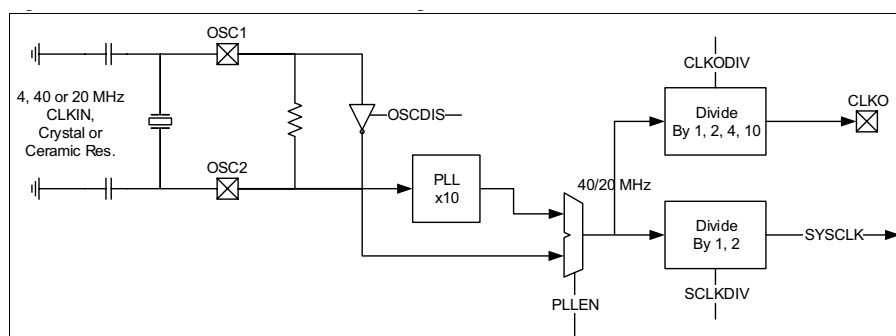 OSC1
4, 40 or 20 MHz
CLKIN,
Crystal or
Ceramic Res.
OSCDIS
OSC2
PLL
x10
40/20 MHz
PLLEN
CLKODIV
Divide
By 1, 2, 4, 10
CLKO
Divide
By 1, 2
SYSCLK
SCLKDIV